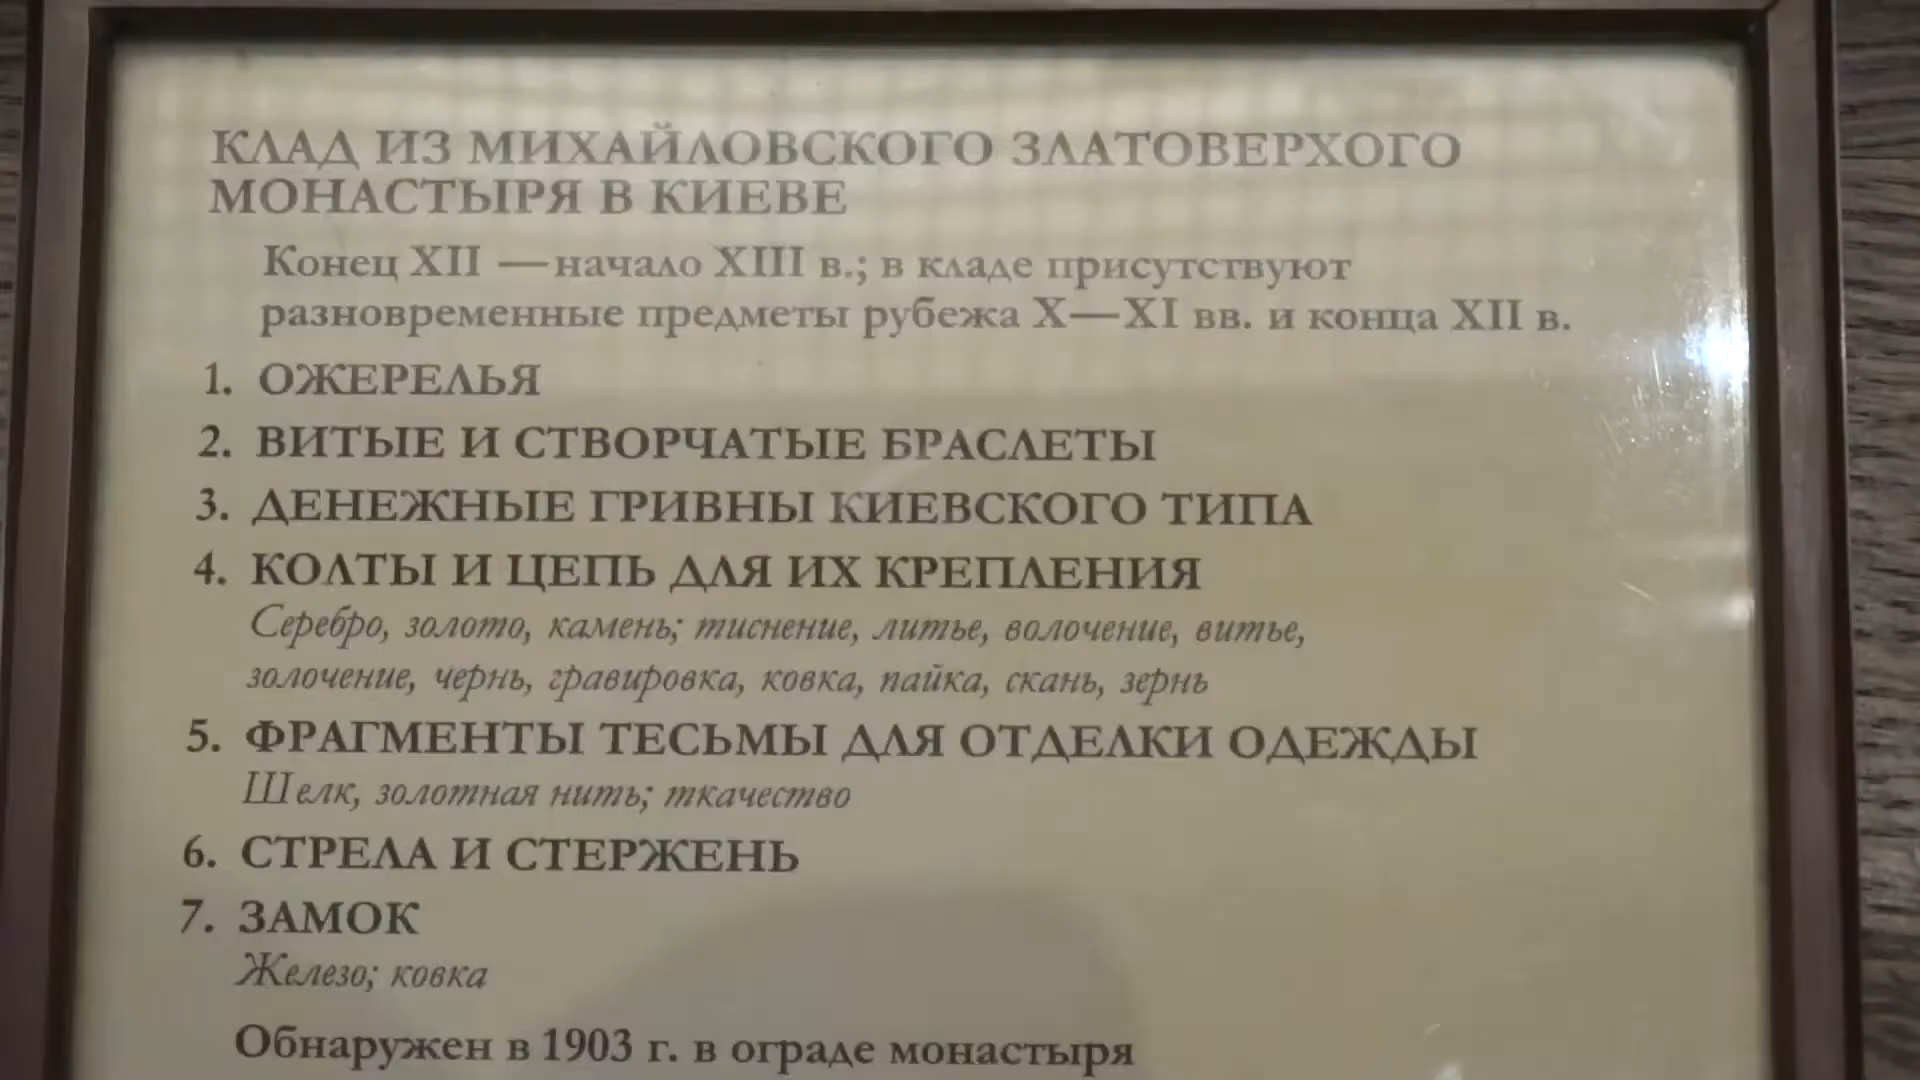 КЛАД ИЗ МИХАЙЛОВСКОГО ЗЛАТОВЕРХОГО
МОНАСТЫРЯ В КИЕВЕ
Конец XII — начало XIII в.; в кладе присутствуют
разновременные предметы рубежа X—XI вв. и конца XII в.
1. ОЖЕРЕЛЬЯ
2. ВИТЫЕ И СТВОРЧАТЫЕ БРАСЛЕТЫ
3. ДЕНЕЖНЫЕ ГРИВНЫ КИЕВСКОГО ТИПА
4. КОЛТЫ И ЦЕПЬ ДЛЯ ИХ КРЕПЛЕНИЯ
Серебро, золото, камень; тиснение, литье, волочение, витье,
золочение, чернь, гравировка, ковка, пайка, скань, зернь
5. ФРАГМЕНТЫ ТЕСЬМЫ ДЛЯ ОТДЕЛКИ ОДЕЖДЫ
Шелк, золотная нить; ткачество
6. СТРЕЛА И СТЕРЖЕНЬ
7. ЗАМОК
Железо; ковка
Обнаружен в 1903 г. в ограде монастыря